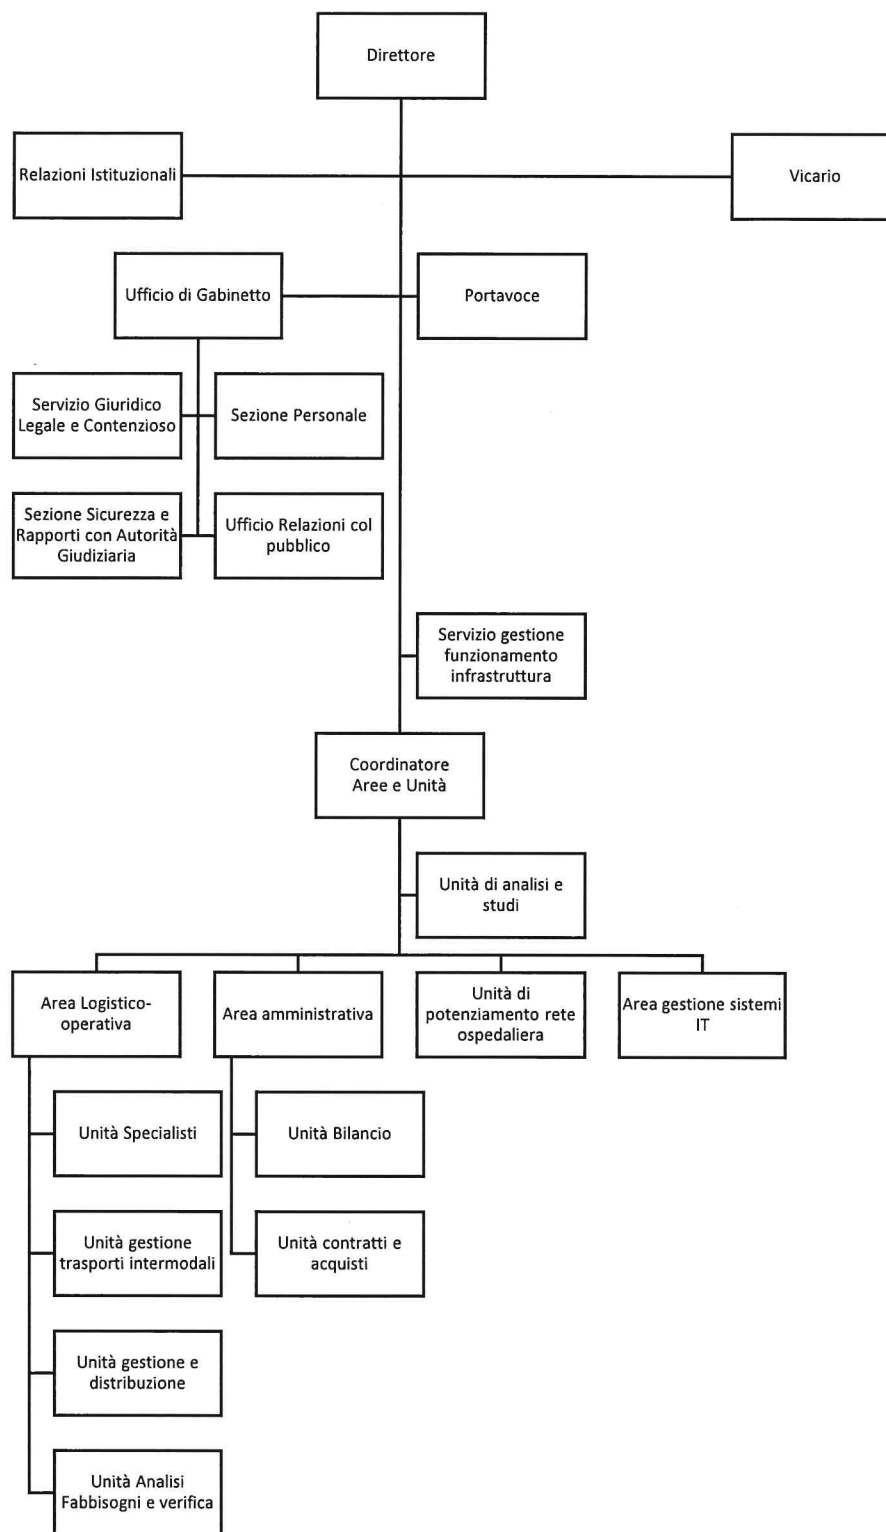 Direttore
Relazioni Istituzionali
Vicario
Ufficio di Gabinetto
Portavoce
Servizio Giuridico
Legale e Contenzioso
Sezione Personale
Sezione Sicurezza e
Rapporti con Autorità
Giudiziaria
Ufficio Relazioni col
pubblico
Servizio gestione
funzionamento
infrastruttura
Coordinatore
Aree e Unità
Unità di analisi e
studi
Area Logistico-
operativa
Area amministrativa
Unità di
potenziamento rete
ospedaliera
Area gestione sistemi
IT
Unità Specialisti
Unità Bilancio
Unità gestione
trasporti intermodali
Unità contratti e
acquisti
Unità gestione e
distribuzione
Unità Analisi
Fabbisogni e verifica